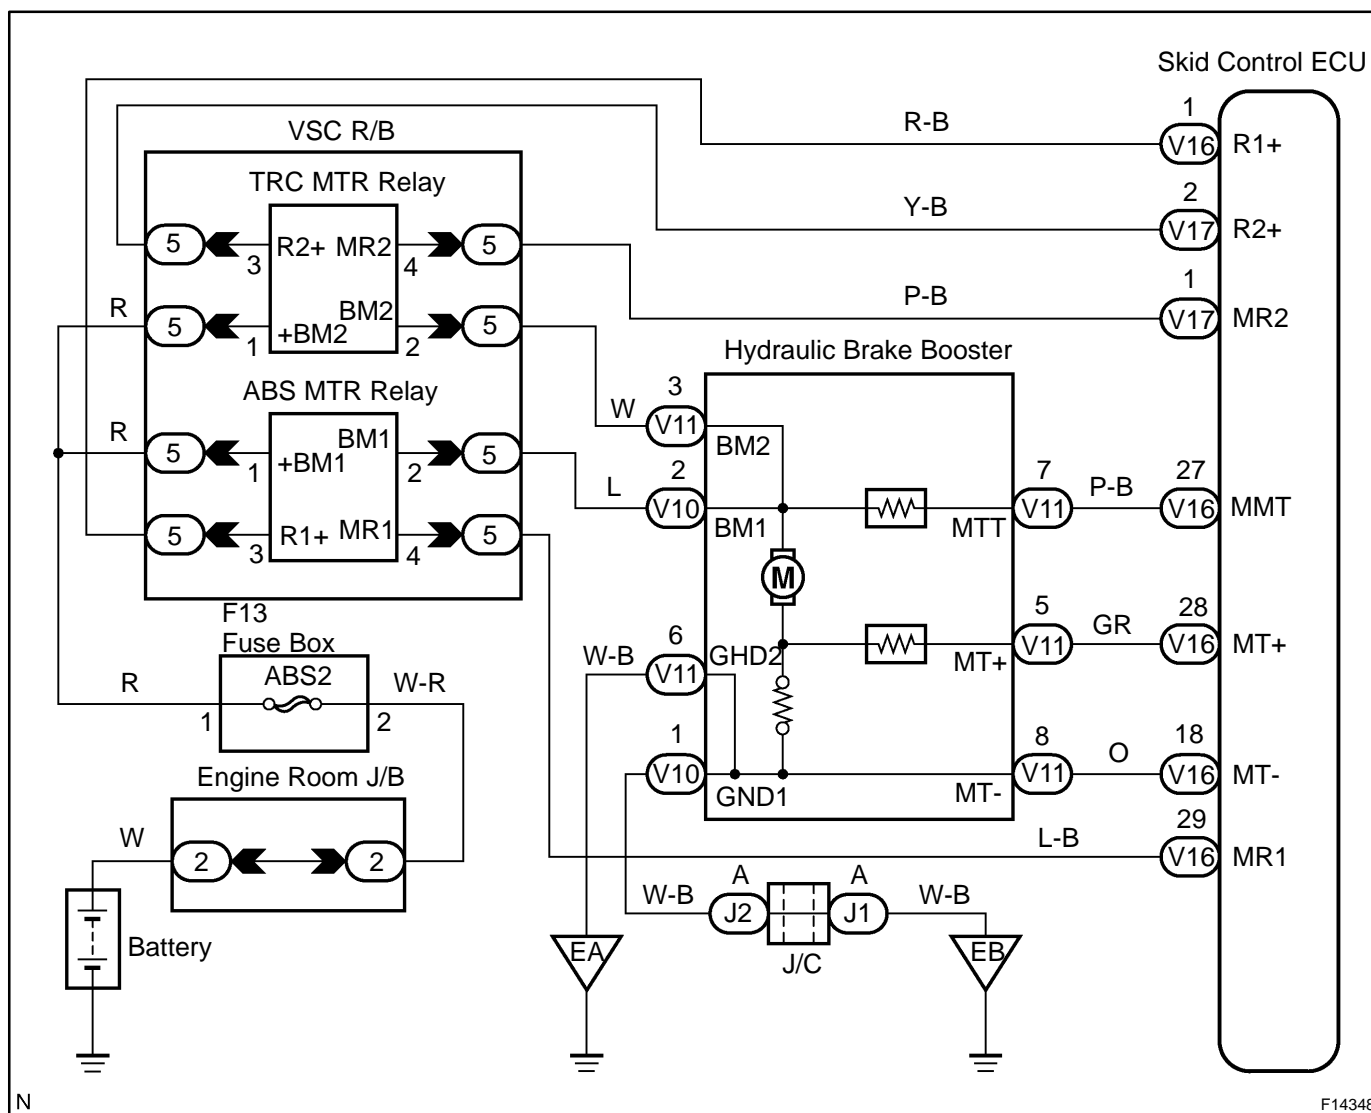 Skid Control ECU
1
R-B
V16 R1+
VSC R/B
TRC MTR Relay
2
Y-B
V17 R2+
5 3 R2+ MR2 4 5
1
P-B
V17 MR2
R
5 1 +BM2 BM2 2 5
Hydraulic Brake Booster
ABS MTR Relay
3
W
V11
BM2
R
5 1 +BM1 BM1 2 5
2
L
V10
BM1
7
MTT
V11
P-B
27
V16 MMT
5 3 R1+ MR1 4 5
M
F13
Fuse Box
ABS2
R
1
2
W-R
6
W-B
V11
GHD2
5
MT+
V11
GR
28
V16 MT+
1
V10
GND1
8
MT-
V11
O
18
V16 MT-
Engine Room J/B
W
2 2
L-B
29
V16 MR1
W-B
A
J2
A
J1
W-B
J/C
Battery
EA
EB
N
F14348